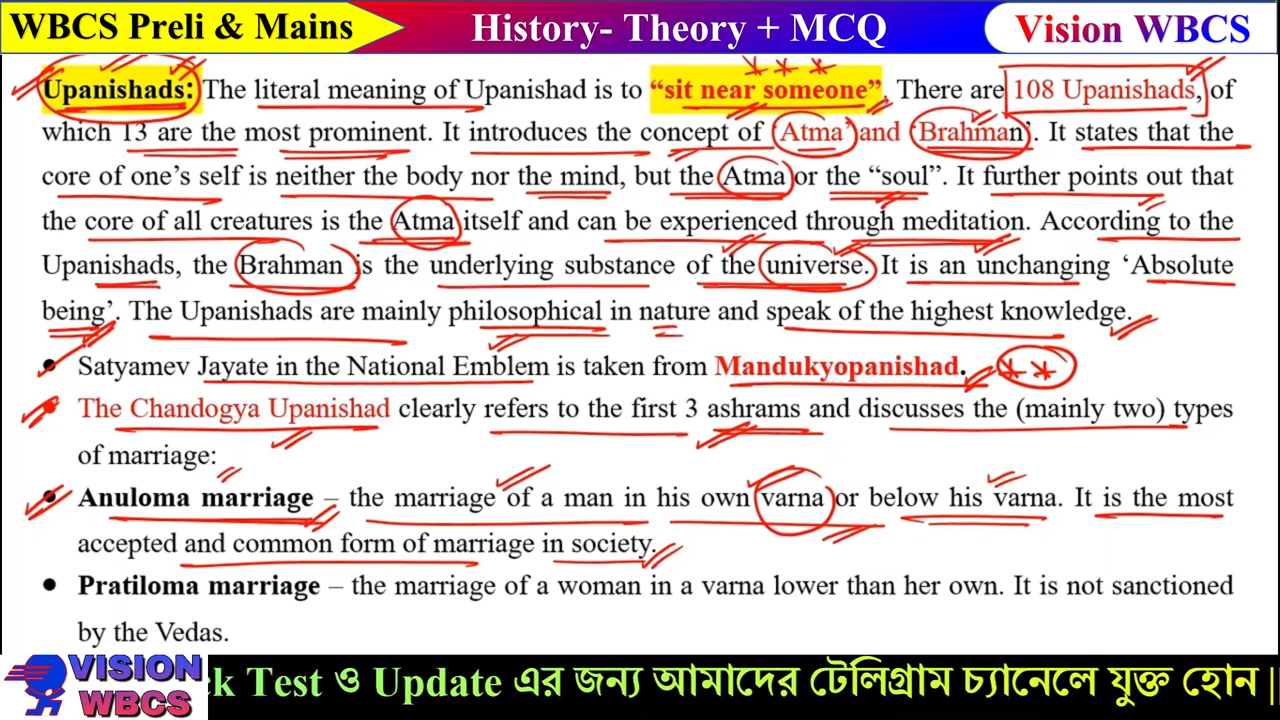 WBCS Preli & Mains
History- Theory + MCQ
Vision WBCS
Upanishads: The literal meaning of Upanishad is to “sit near someone”. There are 108 Upanishads, of
which 13 are the most prominent. It introduces the concept of ‘Atma’ and ‘Brahman’. It states that the
core of one’s self is neither the body nor the mind, but the Atma or the “soul”. It further points out that
the core of all creatures is the Atma itself and can be experienced through meditation. According to the
Upanishads, the Brahman is the underlying substance of the universe. It is an unchanging ‘Absolute
being’. The Upanishads are mainly philosophical in nature and speak of the highest knowledge.
Satyamev Jayate in the National Emblem is taken from Mandukyopanishad.
The Chandogya Upanishad clearly refers to the first 3 ashrams and discusses the (mainly two) types
of marriage:
Anuloma marriage – the marriage of a man in his own varna or below his varna. It is the most
accepted and common form of marriage in society.
Pratiloma marriage – the marriage of a woman in a varna lower than her own. It is not sanctioned
by the Vedas.
VISION
WBCS
Test ও Update এর জন্য আমাদের টেলিগ্রাম চ্যানেলে যুক্ত হোন |